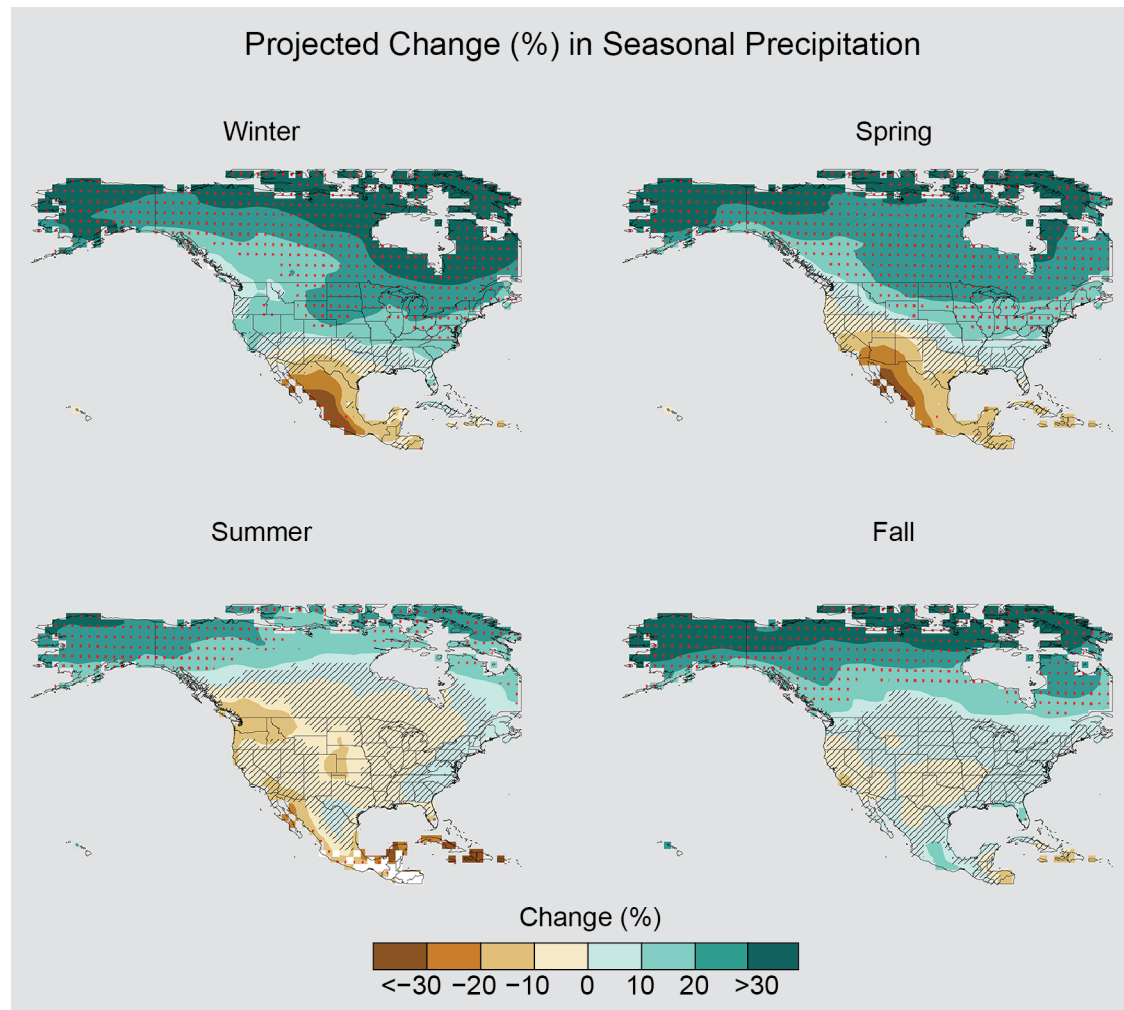 Projected Change (%) in Seasonal Precipitation
Winter
Spring
Summer
Fall
Change (%)
<−30 −20 −10 0 10 20 >30